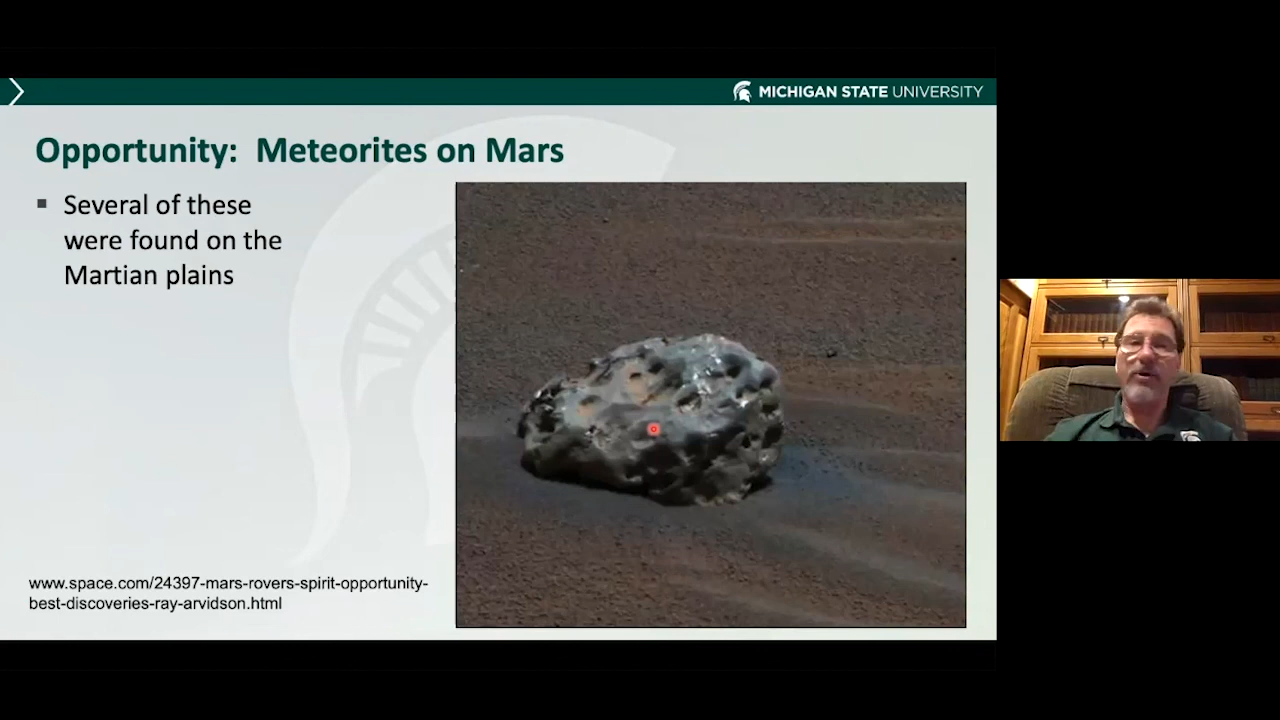 MICHIGAN STATE UNIVERSITY
Opportunity:  Meteorites on Mars
Several of these
were found on the
Martian plains
www.space.com/24397-mars-rovers-spirit-opportunity-
best-discoveries-ray-arvidson.html